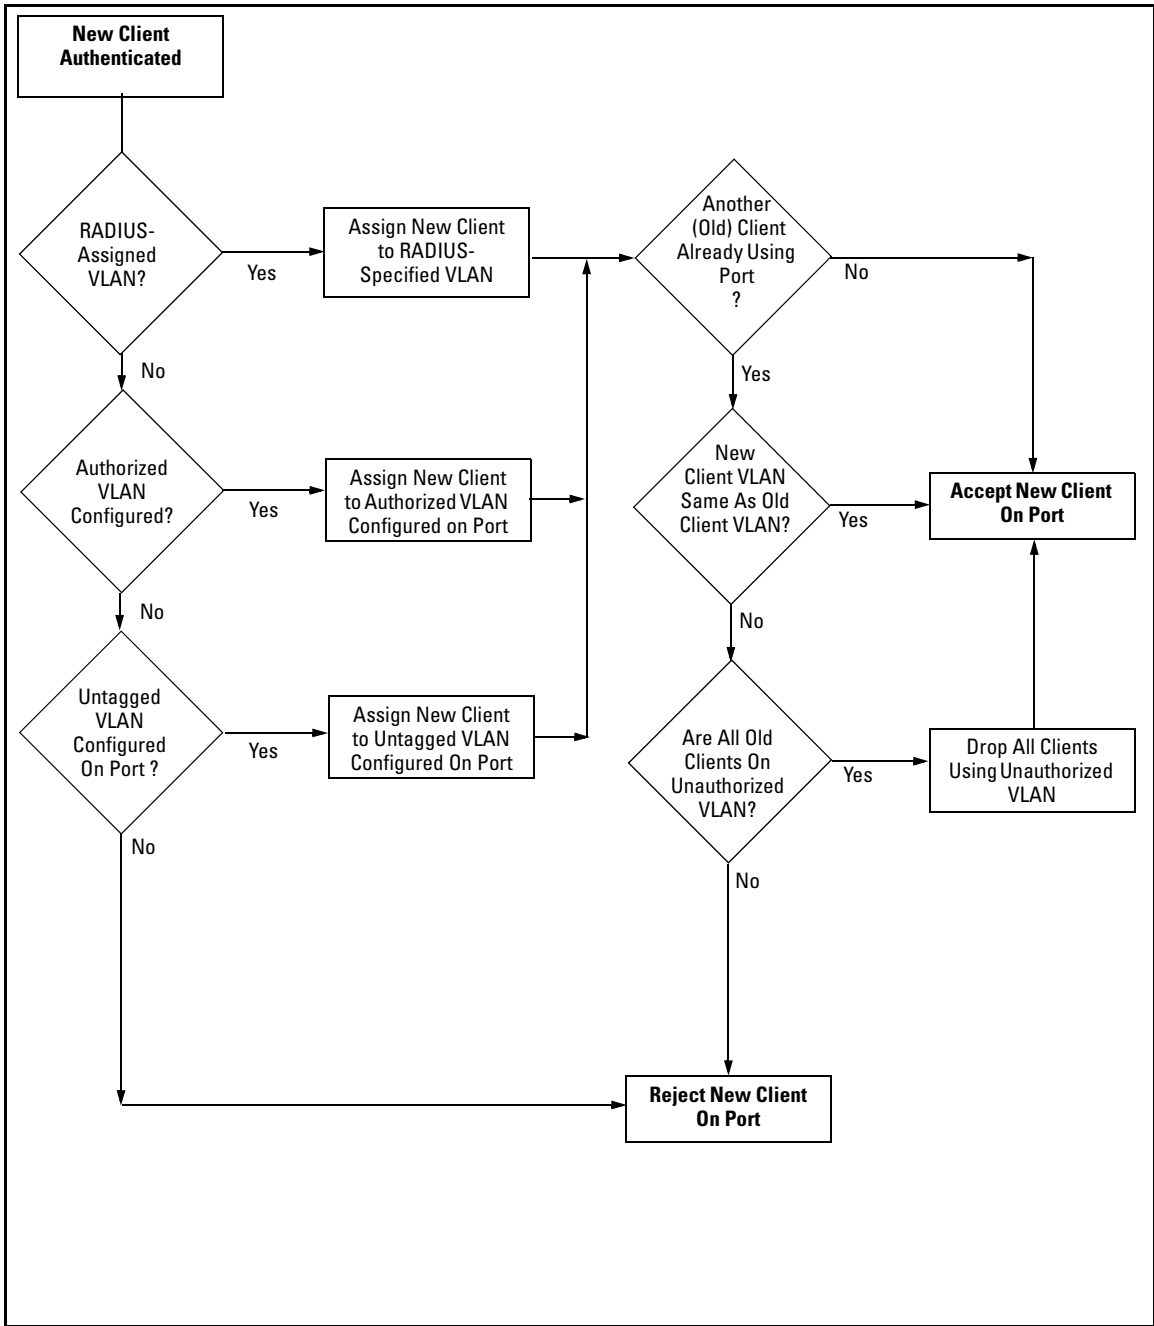 New Client
Authenticated
RADIUS-
Assigned
VLAN?
Yes
Assign New Client
to RADIUS-
Specified VLAN
Another
(Old) Client
Already Using
Port
?
No
No
Yes
Authorized
VLAN
Configured?
Yes
Assign New Client
to Authorized VLAN
Configured on Port
New
Client VLAN
Same As Old
Client VLAN?
Yes
Accept New Client
On Port
No
No
Untagged
VLAN
Configured
On Port ?
Yes
Assign New Client
to Untagged VLAN
Configured On Port
Are All Old
Clients On
Unauthorized
VLAN?
Yes
Drop All Clients
Using Unauthorized
VLAN
No
No
Reject New Client
On Port